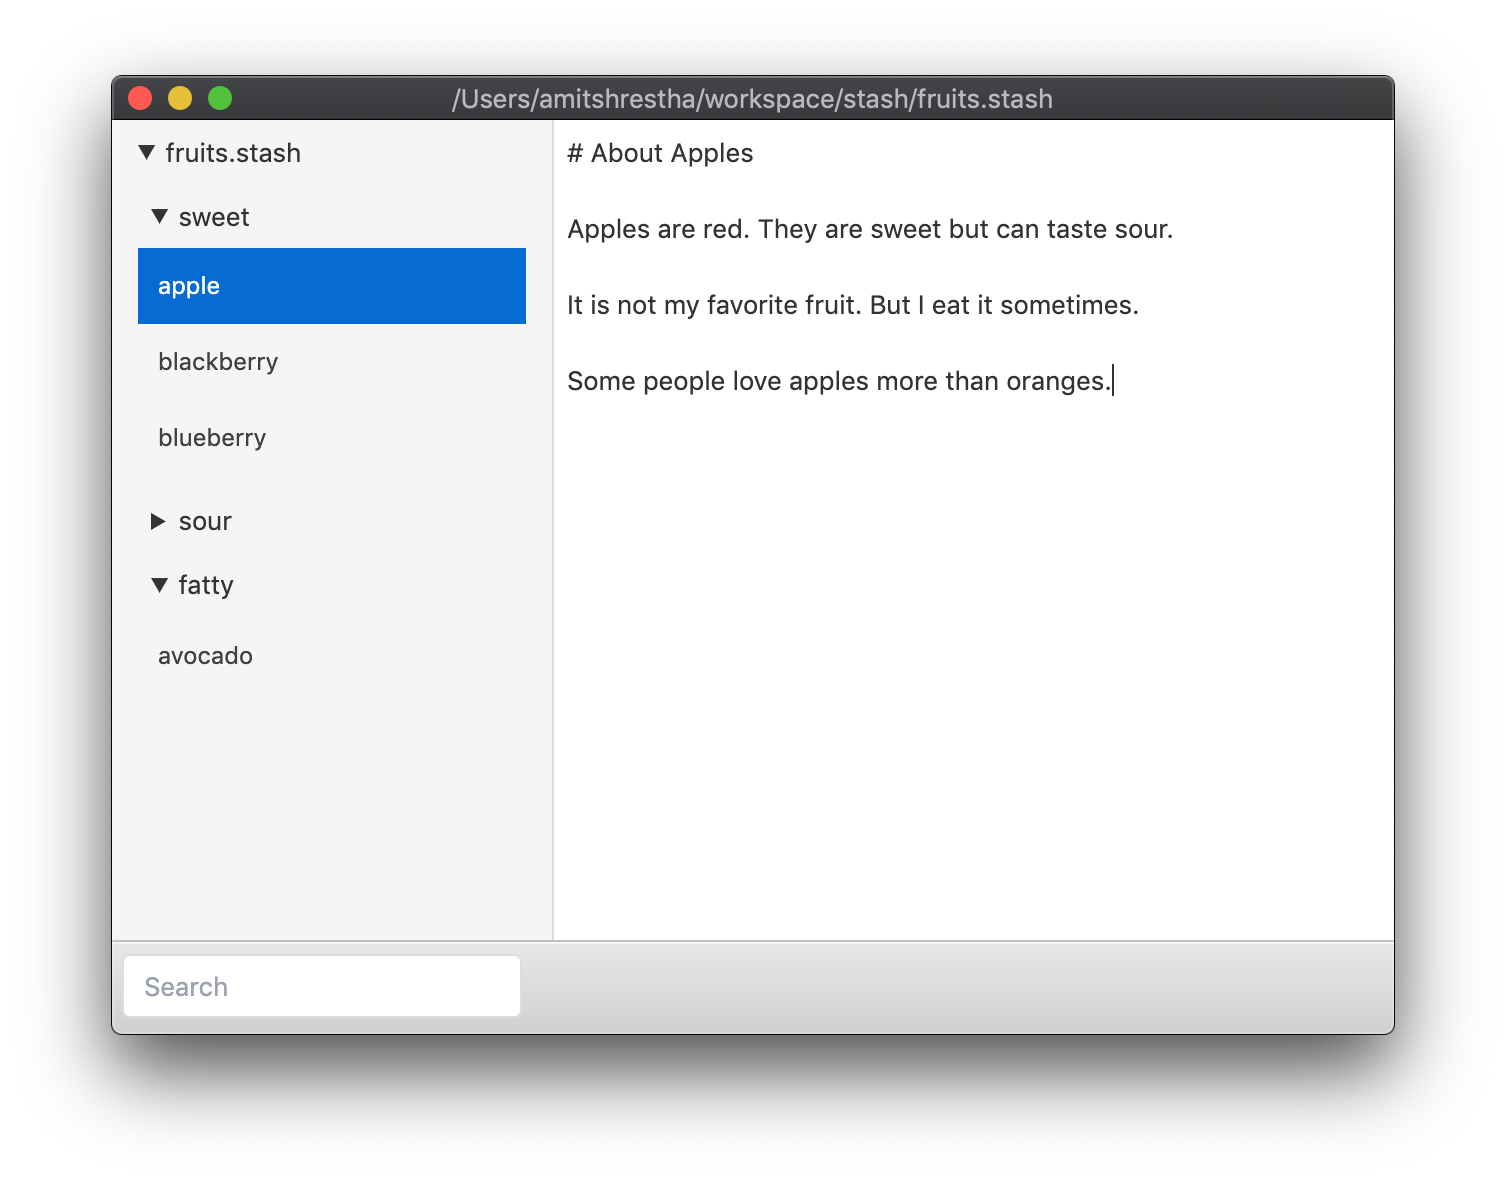 /Users/amitshrestha/workspace/stash/fruits.stash
fruits.stash
sweet
apple
blackberry
blueberry
sour
fatty
avocado
# About Apples
Apples are red. They are sweet but can taste sour.
It is not my favorite fruit. But I eat it sometimes.
Some people love apples more than oranges.
Search